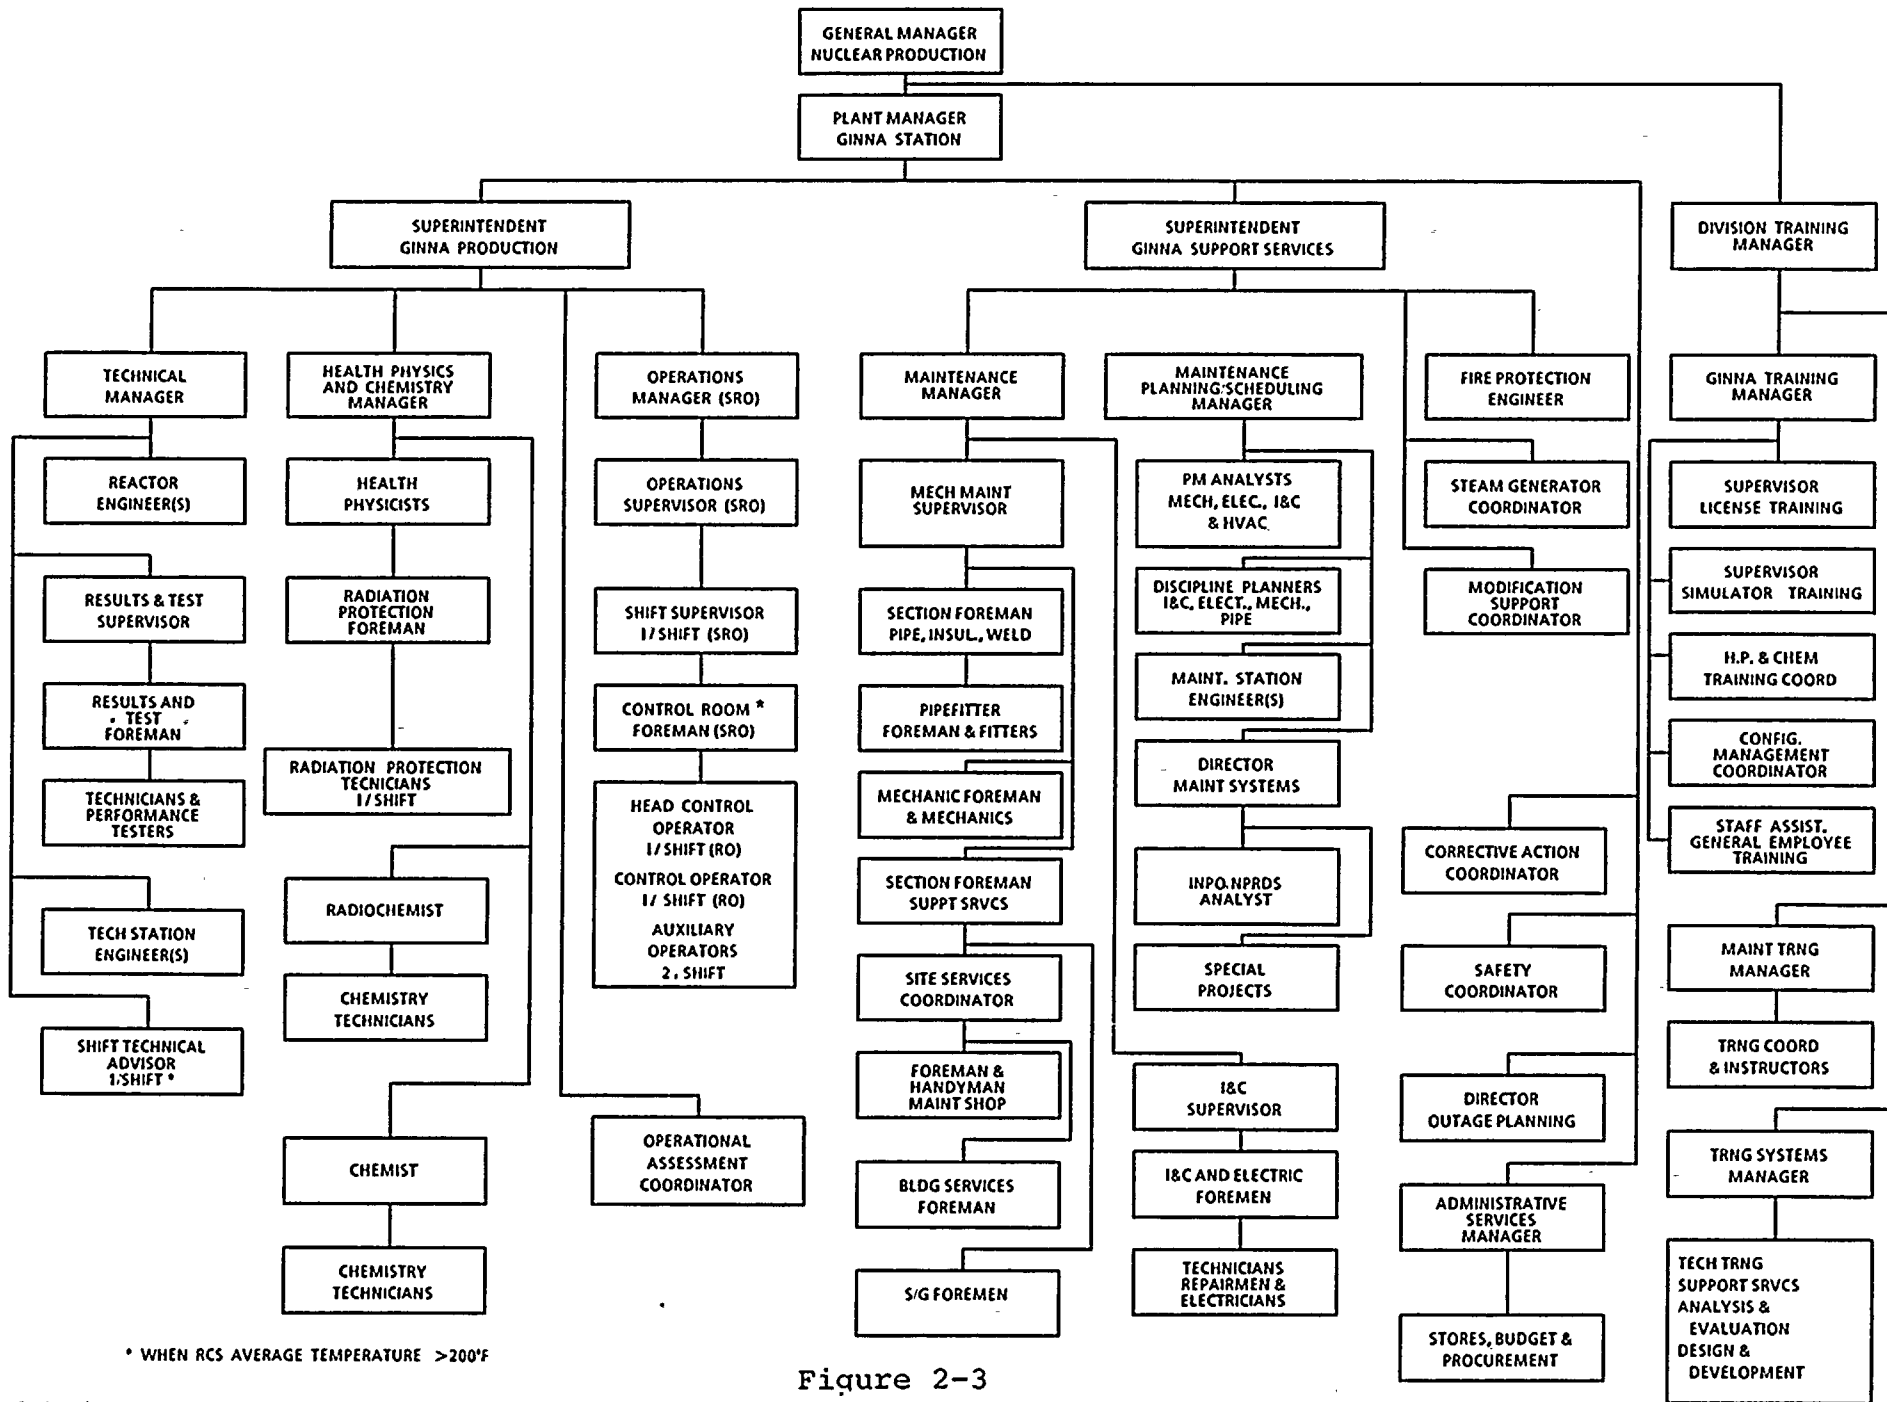 GENERAL MANAGER
NUCLEAR PRODUCTION
PLANT MANAGER
GINNA STATION
SUPERINTENDENT
GINNA PRODUCTION
SUPERINTENDENT
GINNA SUPPORT SERVICES
DIVISION TRAINING
MANAGER
TECHNICAL
MANAGER
HEALTH PHYSICS
AND CHEMISTRY
MANAGER
OPERATIONS
MANAGER (SRO)
MAINTENANCE
MANAGER
MAINTENANCE
PLANNING/SCHEDULING
MANAGER
FIRE PROTECTION
ENGINEER
GINNA TRAINING
MANAGER
REACTOR
ENGINEER(S)
HEALTH
PHYSICISTS
OPERATIONS
SUPERVISOR (SRO)
MECH MAINT
SUPERVISOR
PM ANALYSTS
MECH, ELEC., I&C
& HVAC
STEAM GENERATOR
COORDINATOR
SUPERVISOR
LICENSE TRAINING
RESULTS & TEST
SUPERVISOR
RADIATION
PROTECTION
FOREMAN
SHIFT SUPERVISOR
1/SHIFT (SRO)
SECTION FOREMAN
PIPE, INSUL., WELD
DISCIPLINE PLANNERS
I&C, ELECT., MECH.,
PIPE
MODIFICATION
SUPPORT
COORDINATOR
SUPERVISOR
SIMULATOR TRAINING
H.P. & CHEM
TRAINING COORD
RESULTS AND
TEST
FOREMAN
RADIATION PROTECTION
TECNICIANS
1/SHIFT
CONTROL ROOM *
FOREMAN (SRO)
PIPEFITTER
FOREMAN & FITTERS
MAINT. STATION
ENGINEER(S)
CONFIG.
MANAGEMENT
COORDINATOR
TECHNICIANS &
PERFORMANCE
TESTERS
HEAD CONTROL
OPERATOR
1/SHIFT (RO)
CONTROL OPERATOR
1/ SHIFT (RO)
AUXILIARY
OPERATORS
2, SHIFT
MECHANIC FOREMAN
& MECHANICS
DIRECTOR
MAINT SYSTEMS
CORRECTIVE ACTION
COORDINATOR
STAFF ASSIST.
GENERAL EMPLOYEE
TRAINING
TECH STATION
ENGINEER(S)
RADIOCHEMIST
SECTION FOREMAN
SUPPT SRVCS
INPO.NPRDS
ANALYST
SAFETY
COORDINATOR
MAINT TRNG
MANAGER
CHEMISTRY
TECHNICIANS
SITE SERVICES
COORDINATOR
SPECIAL
PROJECTS
SHIFT TECHNICAL
ADVISOR
1/SHIFT *
FOREMAN &
HANDYMAN
MAINT SHOP
I&C
SUPERVISOR
DIRECTOR
OUTAGE PLANNING
TRNG COORD
& INSTRUCTORS
CHEMIST
OPERATIONAL
ASSESSMENT
COORDINATOR
BLDG SERVICES
FOREMAN
I&C AND ELECTRIC
FOREMEN
ADMINISTRATIVE
SERVICES
MANAGER
TRNG SYSTEMS
MANAGER
CHEMISTRY
TECHNICIANS
S/G FOREMEN
TECHNICIANS
REPAIRMEN &
ELECTRICIANS
STORES, BUDGET &
PROCUREMENT
TECH TRNG
SUPPORT SRVCS
ANALYSIS &
EVALUATION
DESIGN &
DEVELOPMENT
* WHEN RCS AVERAGE TEMPERATURE >200°F
Figure 2-3